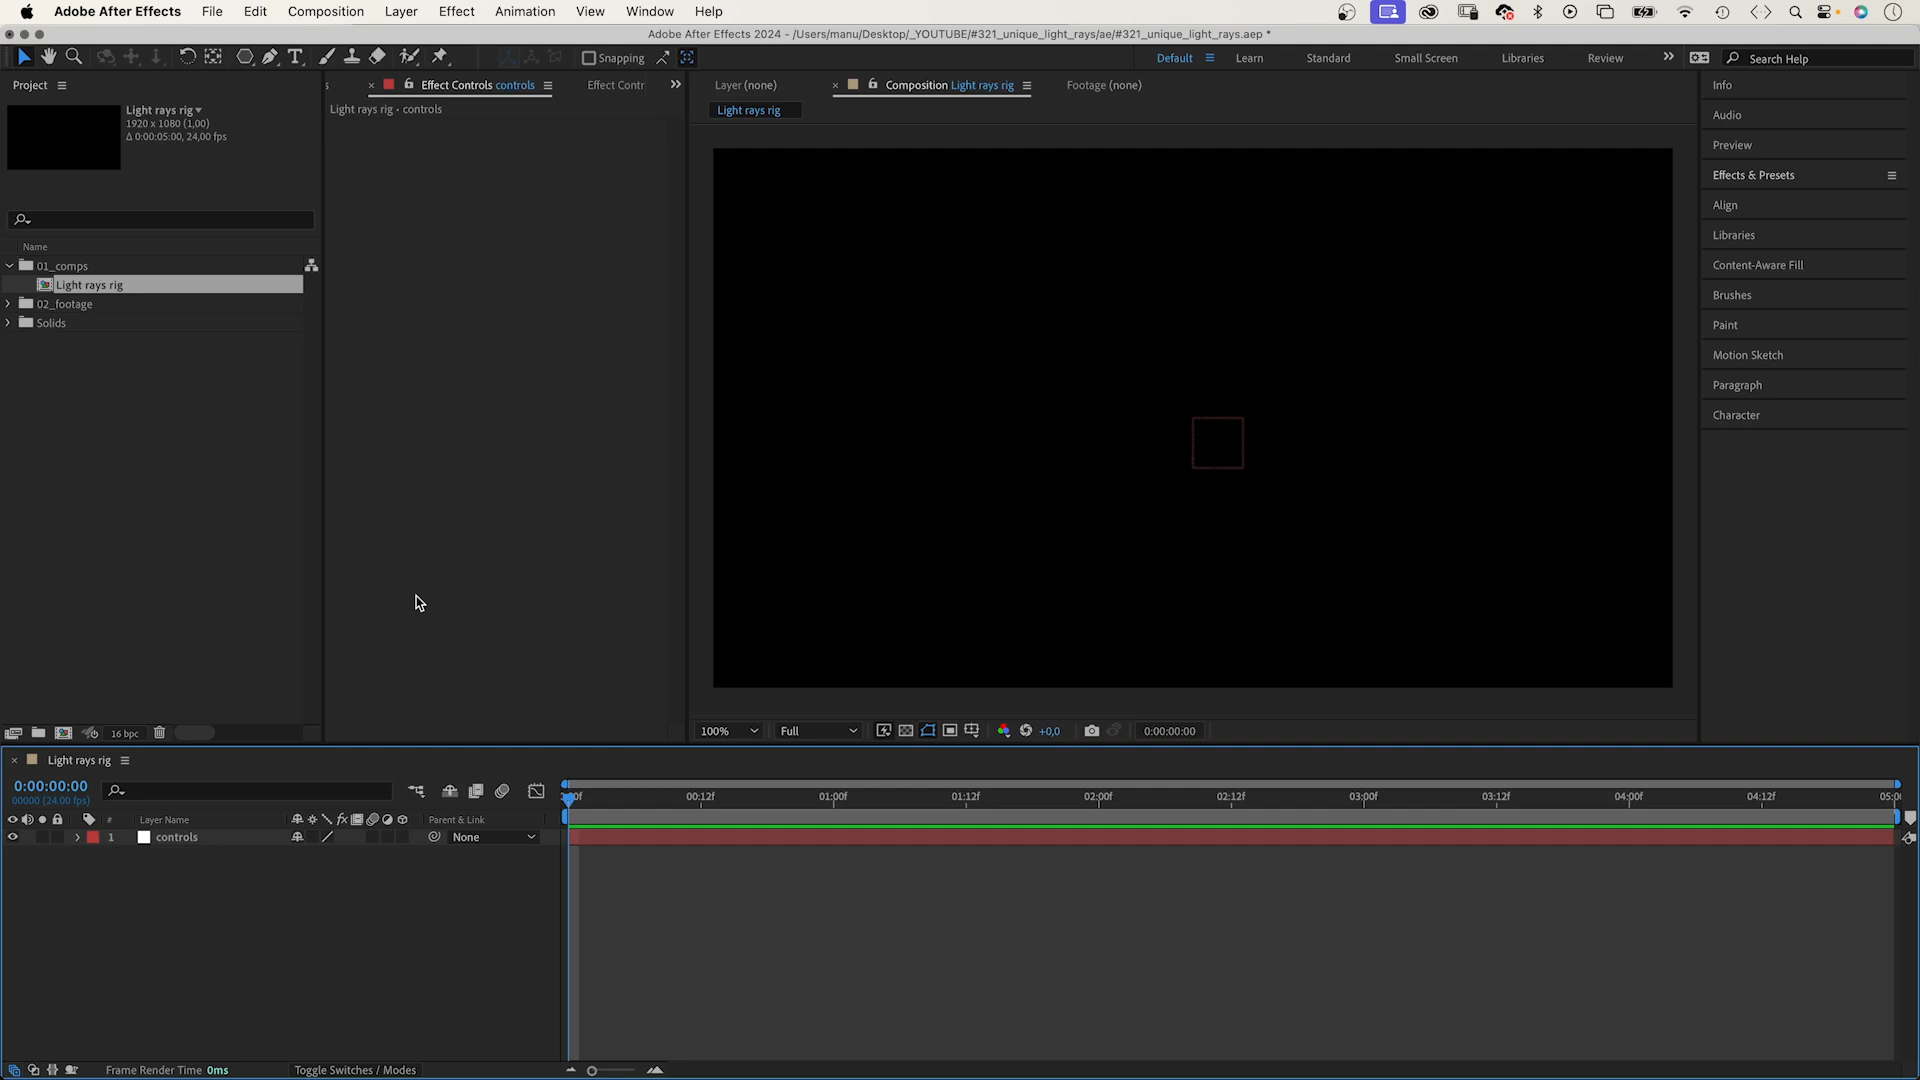 Adobe After Effects File Edit Composition Layer Effect Animation View Window Help
Adobe After Effects 2024 - /Users/manu/Desktop/_YOUTUBE/#321_unique_light_rays/ae/#321_unique_light_rays.aep *
Snapping
Default Learn Standard Small Screen Libraries Review Search Help
Project
Light rays rig
1920 x 1080 (1,00)
Δ 0:00:05:00, 24,00 fps
Name
01_comps
Light rays rig
02_footage
Solids
16 bpc
s Effect Controls controls Effect Contr
Light rays rig • controls
Layer (none) Composition Light rays rig Footage (none)
Light rays rig
100% Full +0,0 0:00:00:00
Info
Audio
Preview
Effects & Presets
Align
Libraries
Content-Aware Fill
Brushes
Paint
Motion Sketch
Paragraph
Character
Light rays rig
0:00:00:00
00000 (24.00 fps)
# Layer Name Parent & Link
1 controls None
00:12f 01:00f 01:12f 02:00f 02:12f 03:00f 03:12f 04:00f 04:12f
Frame Render Time 0ms Toggle Switches / Modes